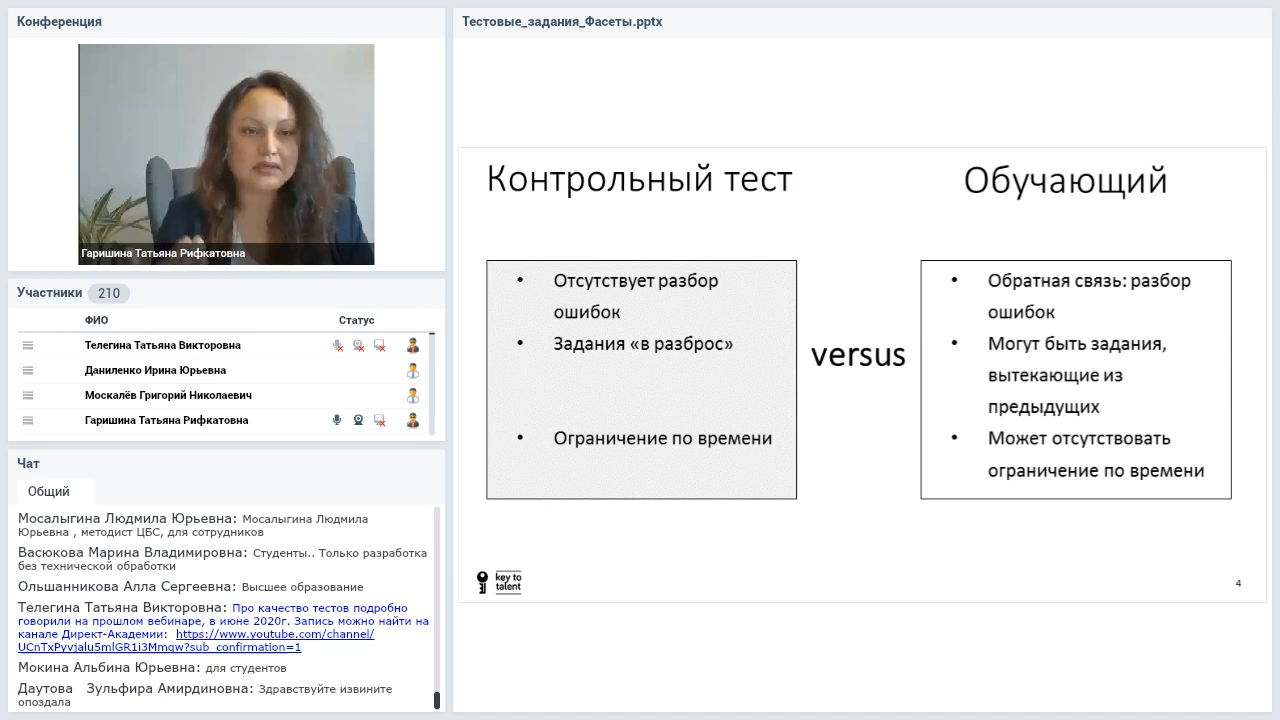 Конференция
Гаришина Татьяна Рифкатовна
Участники 210
ФИО Статус
Телегина Татьяна Викторовна
Даниленко Ирина Юрьевна
Москалёв Григорий Николаевич
Гаришина Татьяна Рифкатовна
Чат
Общий
Мосалыгина Людмила Юрьевна: Мосалыгина Людмила
Юрьевна , методист ЦБС, для сотрудников
Васюкова Марина Владимировна: Студенты.. Только разработка
без технической обработки
Ольшанникова Алла Сергеевна: Высшее образование
Телегина Татьяна Викторовна: Про качество тестов подробно
говорили на прошлом вебинаре, в июне 2020г. Запись можно найти на
канале Директ-Академии: https://www.youtube.com/channel/
UCnTxPyvjalu5mlGR1i3Mmqw?sub_confirmation=1
Мокина Альбина Юрьевна: для студентов
Даутова Зульфира Амирдиновна: Здравствуйте извините
опоздала
Тестовые_задания_Фасеты.pptx
Контрольный тест
• Отсутствует разбор
ошибок
• Задания «в разброс»
• Ограничение по времени
versus
Обучающий
• Обратная связь: разбор
ошибок
• Могут быть задания,
вытекающие из
предыдущих
• Может отсутствовать
ограничение по времени
key to
talent
4